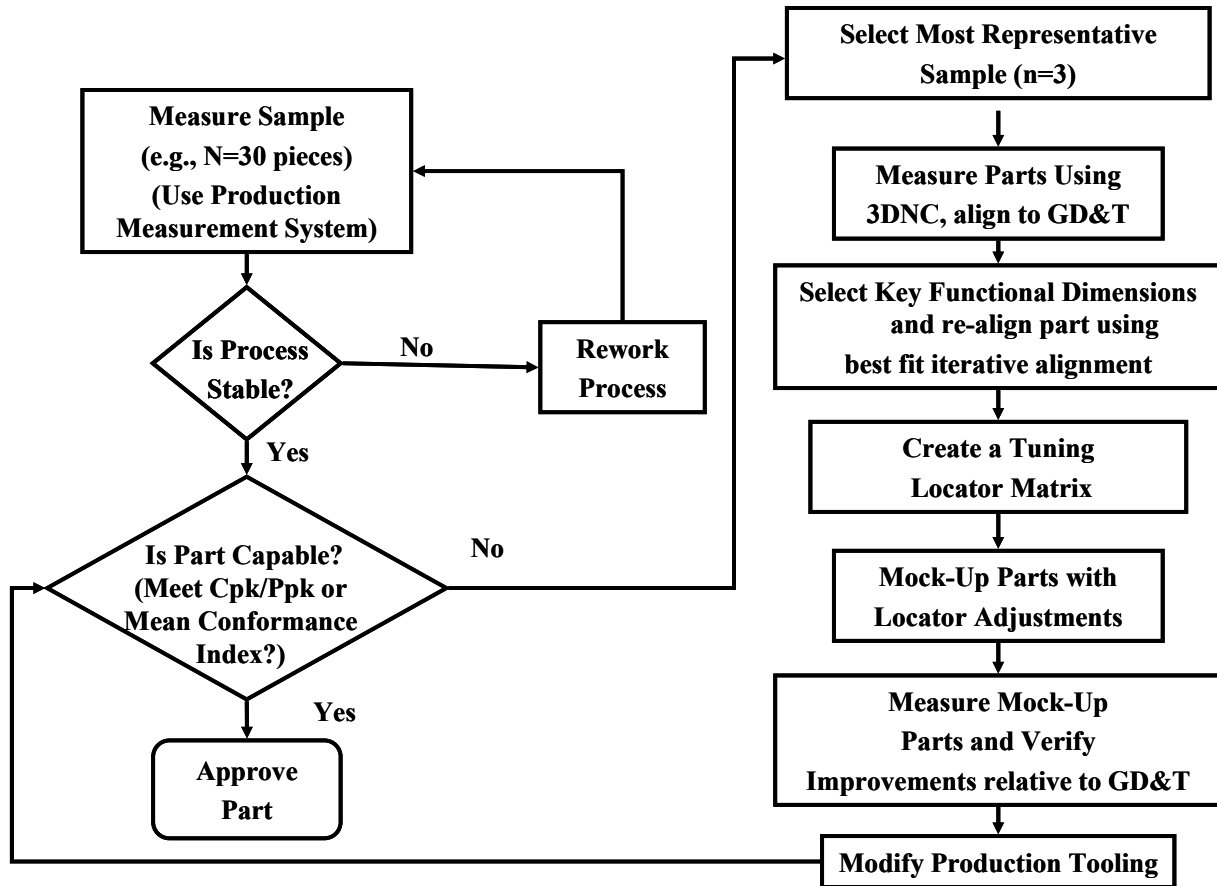 Measure Sample
(e.g., N=30 pieces)
(Use Production
Measurement System)
Is Process
Stable?
No
Rework
Process
Yes
Is Part Capable?
(Meet Cpk/Ppk or
Mean Conformance
Index?)
No
Yes
Approve
Part
Select Most Representative
Sample (n=3)
Measure Parts Using
3DNC, align to GD&T
Select Key Functional Dimensions
and re-align part using
best fit iterative alignment
Create a Tuning
Locator Matrix
Mock-Up Parts with
Locator Adjustments
Measure Mock-Up
Parts and Verify
Improvements relative to GD&T
Modify Production Tooling